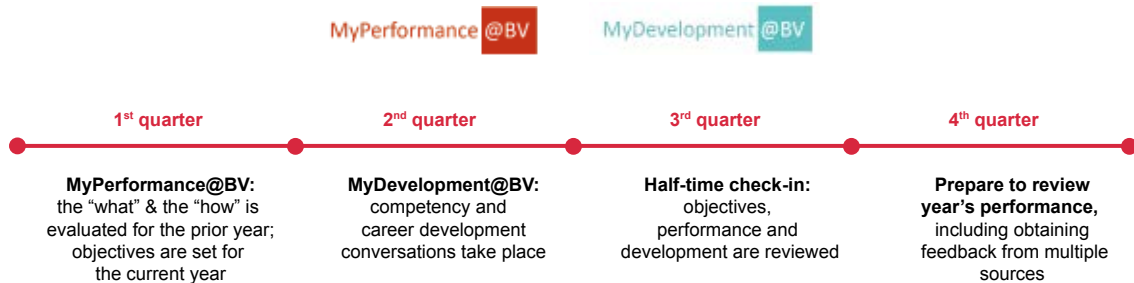 MyPerformance @BV
MyDevelopment @BV
1st quarter
2nd quarter
3rd quarter
4th quarter
MyPerformance@BV:
the “what” & the “how” is
evaluated for the prior year;
objectives are set for
the current year
MyDevelopment@BV:
competency and
career development
conversations take place
Half-time check-in:
objectives,
performance and
development are reviewed
Prepare to review
year’s performance,
including obtaining
feedback from multiple
sources